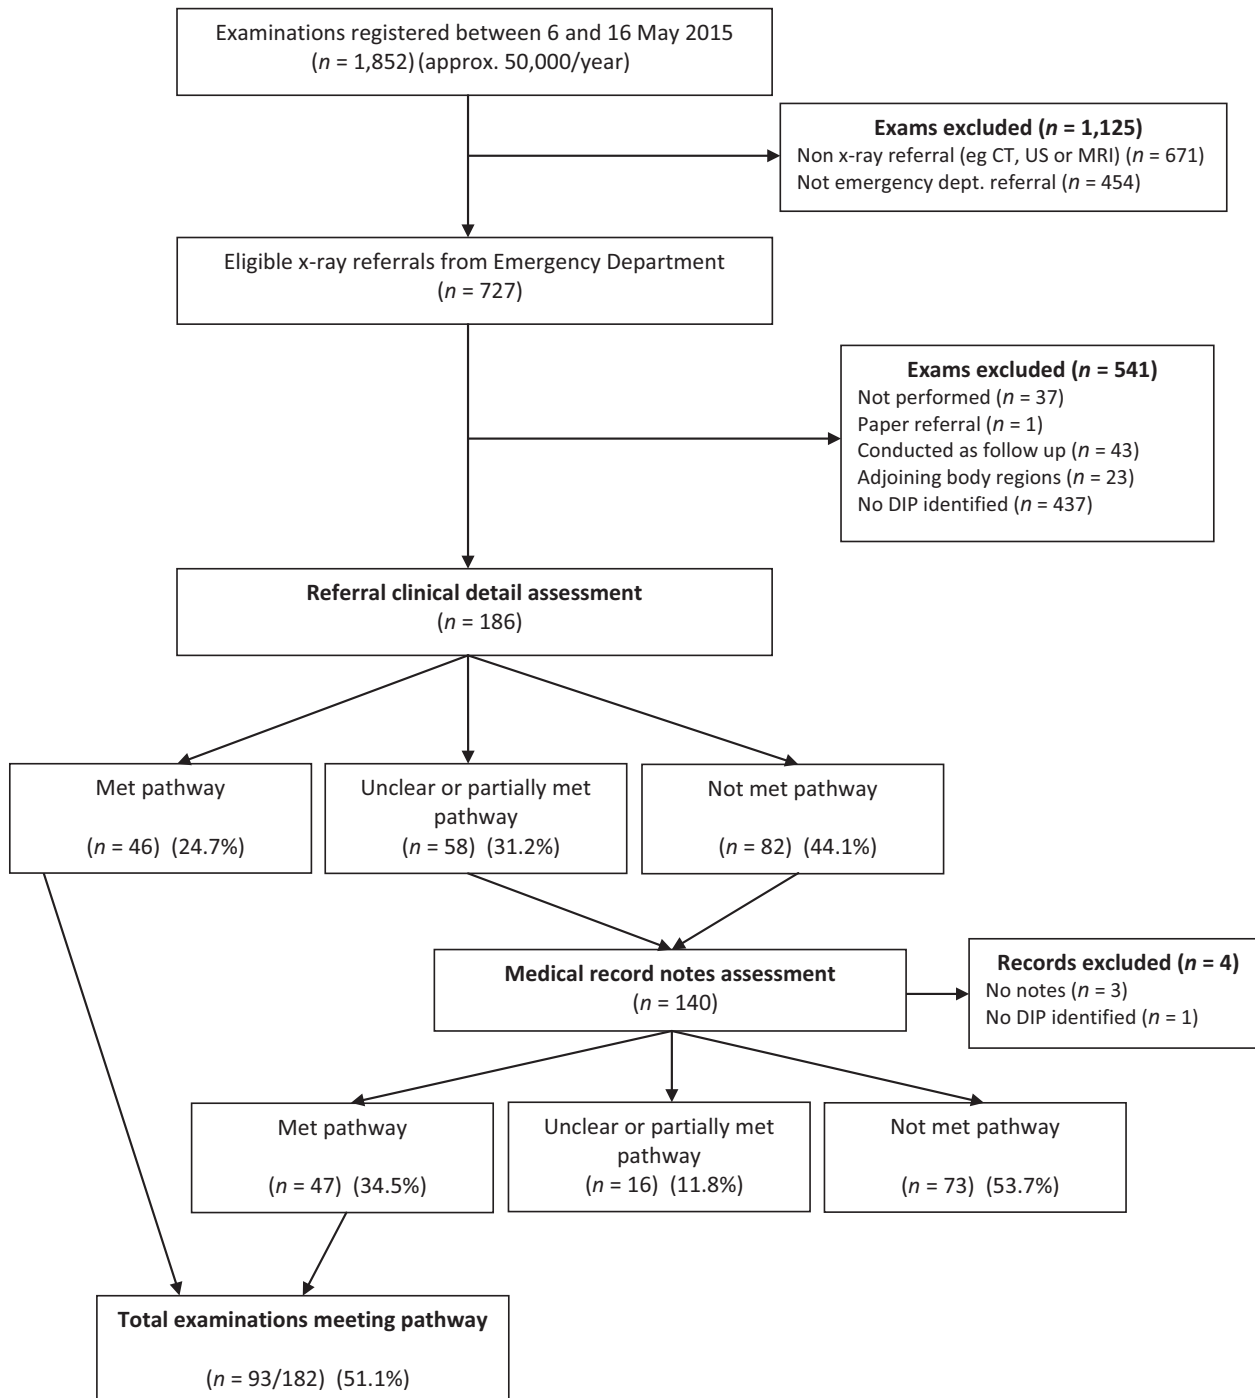 Examinations registered between 6 and 16 May 2015
(n = 1,852) (approx. 50,000/year)
Exams excluded (n = 1,125)
Non x-ray referral (eg CT, US or MRI) (n = 671)
Not emergency dept. referral (n = 454)
Eligible x-ray referrals from Emergency Department
(n = 727)
Exams excluded (n = 541)
Not performed (n = 37)
Paper referral (n = 1)
Conducted as follow up (n = 43)
Adjoining body regions (n = 23)
No DIP identified (n = 437)
Referral clinical detail assessment
(n = 186)
Met pathway
(n = 46) (24.7%)
Unclear or partially met
pathway
(n = 58) (31.2%)
Not met pathway
(n = 82) (44.1%)
Medical record notes assessment
(n = 140)
Records excluded (n = 4)
No notes (n = 3)
No DIP identified (n = 1)
Met pathway
(n = 47) (34.5%)
Unclear or partially met
pathway
(n = 16) (11.8%)
Not met pathway
(n = 73) (53.7%)
Total examinations meeting pathway
(n = 93/182) (51.1%)